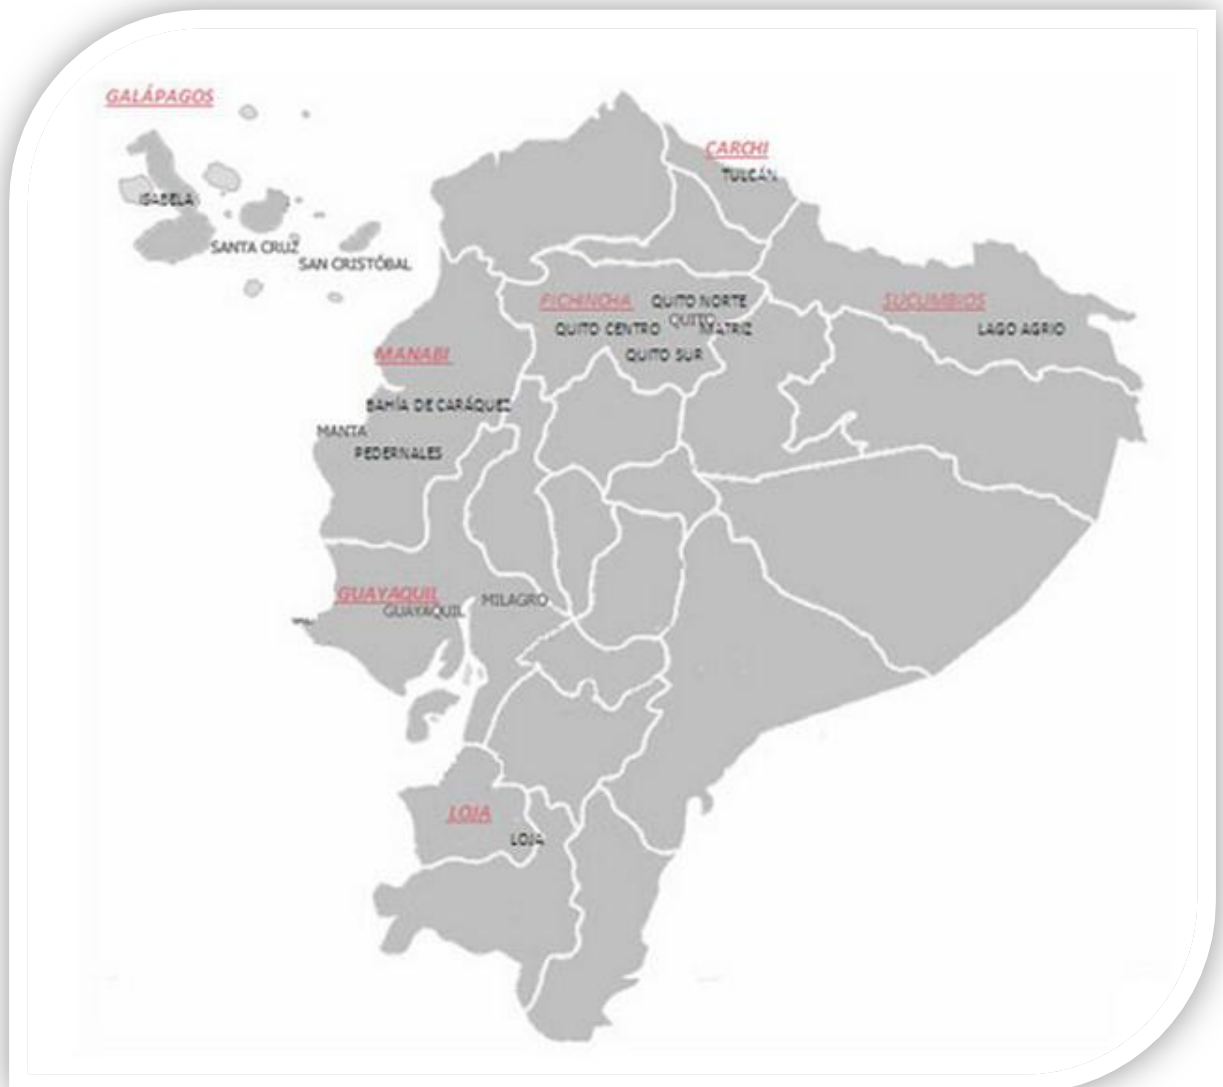 GALÁPAGOS
CARCHI
TULCÁN
ISABELA
SANTA CRUZ
SAN CRISTÓBAL
PICHINCHA
QUITO NORTE
SUCUMBIOS
QUITO
QUITO CENTRO
MATRIZ
LAGO AGRIO
QUITO SUR
MANABI
BAHÍA DE CARÁQUEZ
MANTA
PEDERNALES
GUAYAQUIL
MILAGRO
GUAYAQUIL
LOJA
LOJA